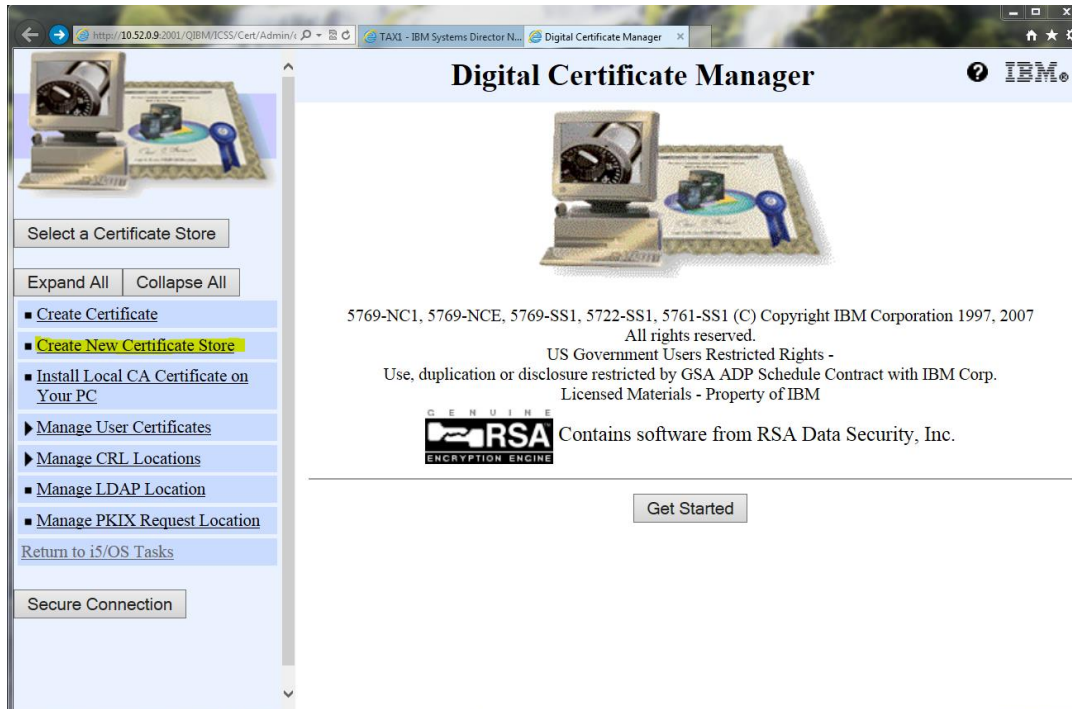 http://10.52.0.9:2001/QIBM/ICSS/Cert/Admin/
TAX1 - IBM Systems Director N...
Digital Certificate Manager
Digital Certificate Manager
IBM
Select a Certificate Store
Expand All
Collapse All
Create Certificate
Create New Certificate Store
Install Local CA Certificate on
Your PC
Manage User Certificates
Manage CRL Locations
Manage LDAP Location
Manage PKIX Request Location
Return to i5/OS Tasks
Secure Connection
5769-NC1, 5769-NCE, 5769-SS1, 5722-SS1, 5761-SS1 (C) Copyright IBM Corporation 1997, 2007
All rights reserved.
US Government Users Restricted Rights -
Use, duplication or disclosure restricted by GSA ADP Schedule Contract with IBM Corp.
Licensed Materials - Property of IBM
GENUINE
RSA
ENCRYPTION ENGINE
Contains software from RSA Data Security, Inc.
Get Started